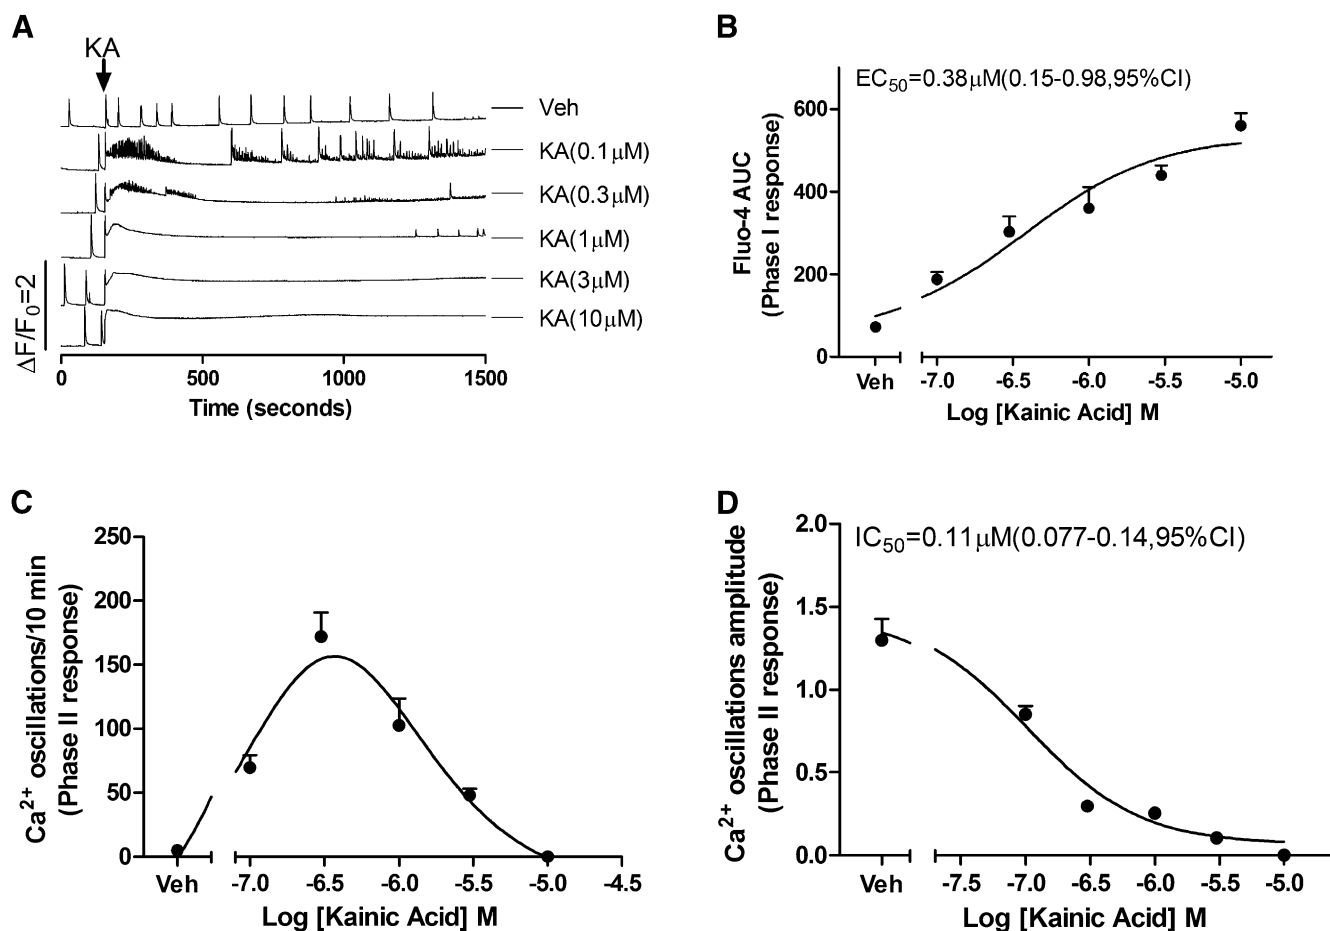 A
KA
Veh
KA(0.1μM)
KA(0.3μM)
KA(1μM)
KA(3μM)
KA(10μM)
ΔF/F₀=2
0 500 1000 1500
Time (seconds)
B
EC₅₀=0.38μM(0.15-0.98,95%CI)
Fluo-4 AUC
(Phase I response)
600
400
200
0
Veh -7.0 -6.5 -6.0 -5.5 -5.0
Log [Kainic Acid] M
C
Ca²⁺ oscillations/10 min
(Phase II response)
250
200
150
100
50
0
Veh -7.0 -6.5 -6.0 -5.5 -5.0 -4.5
Log [Kainic Acid] M
D
IC₅₀=0.11μM(0.077-0.14,95%CI)
Ca²⁺ oscillations amplitude
(Phase II response)
2.0
1.5
1.0
0.5
0.0
Veh -7.5 -7.0 -6.5 -6.0 -5.5 -5.0
Log [Kainic Acid] M